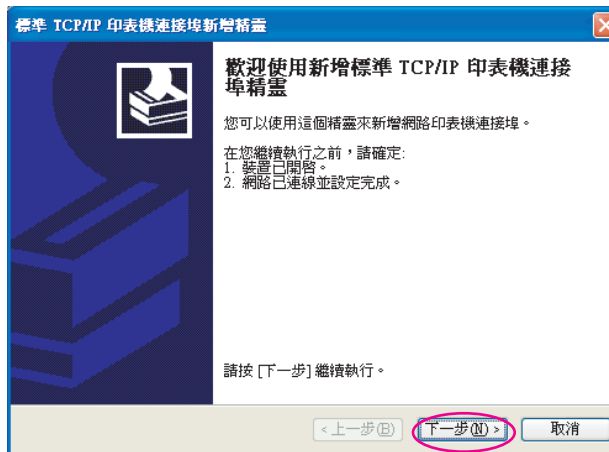 標準 TCP/IP 印表機連接埠新增精靈
歡迎使用新增標準 TCP/IP 印表機連接
埠精靈
您可以使用這個精靈來新增網路印表機連接埠。
在您繼續執行之前，請確定:
1. 裝置已開啟。
2. 網路已連線並設定完成。
請按 [下一步] 繼續執行。
<上一步(B) 下一步(N)> 取消